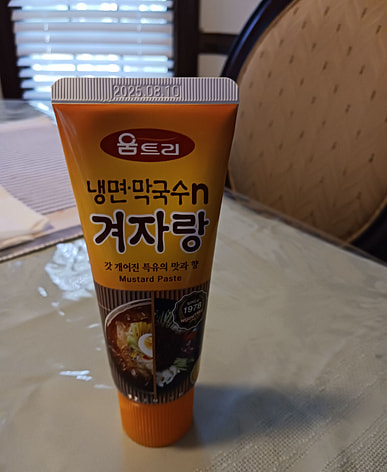 2025.08.10
움트리
냉면·막국수n
겨자랑
갓 개어진 특유의 맛과 향
Mustard Paste
1978